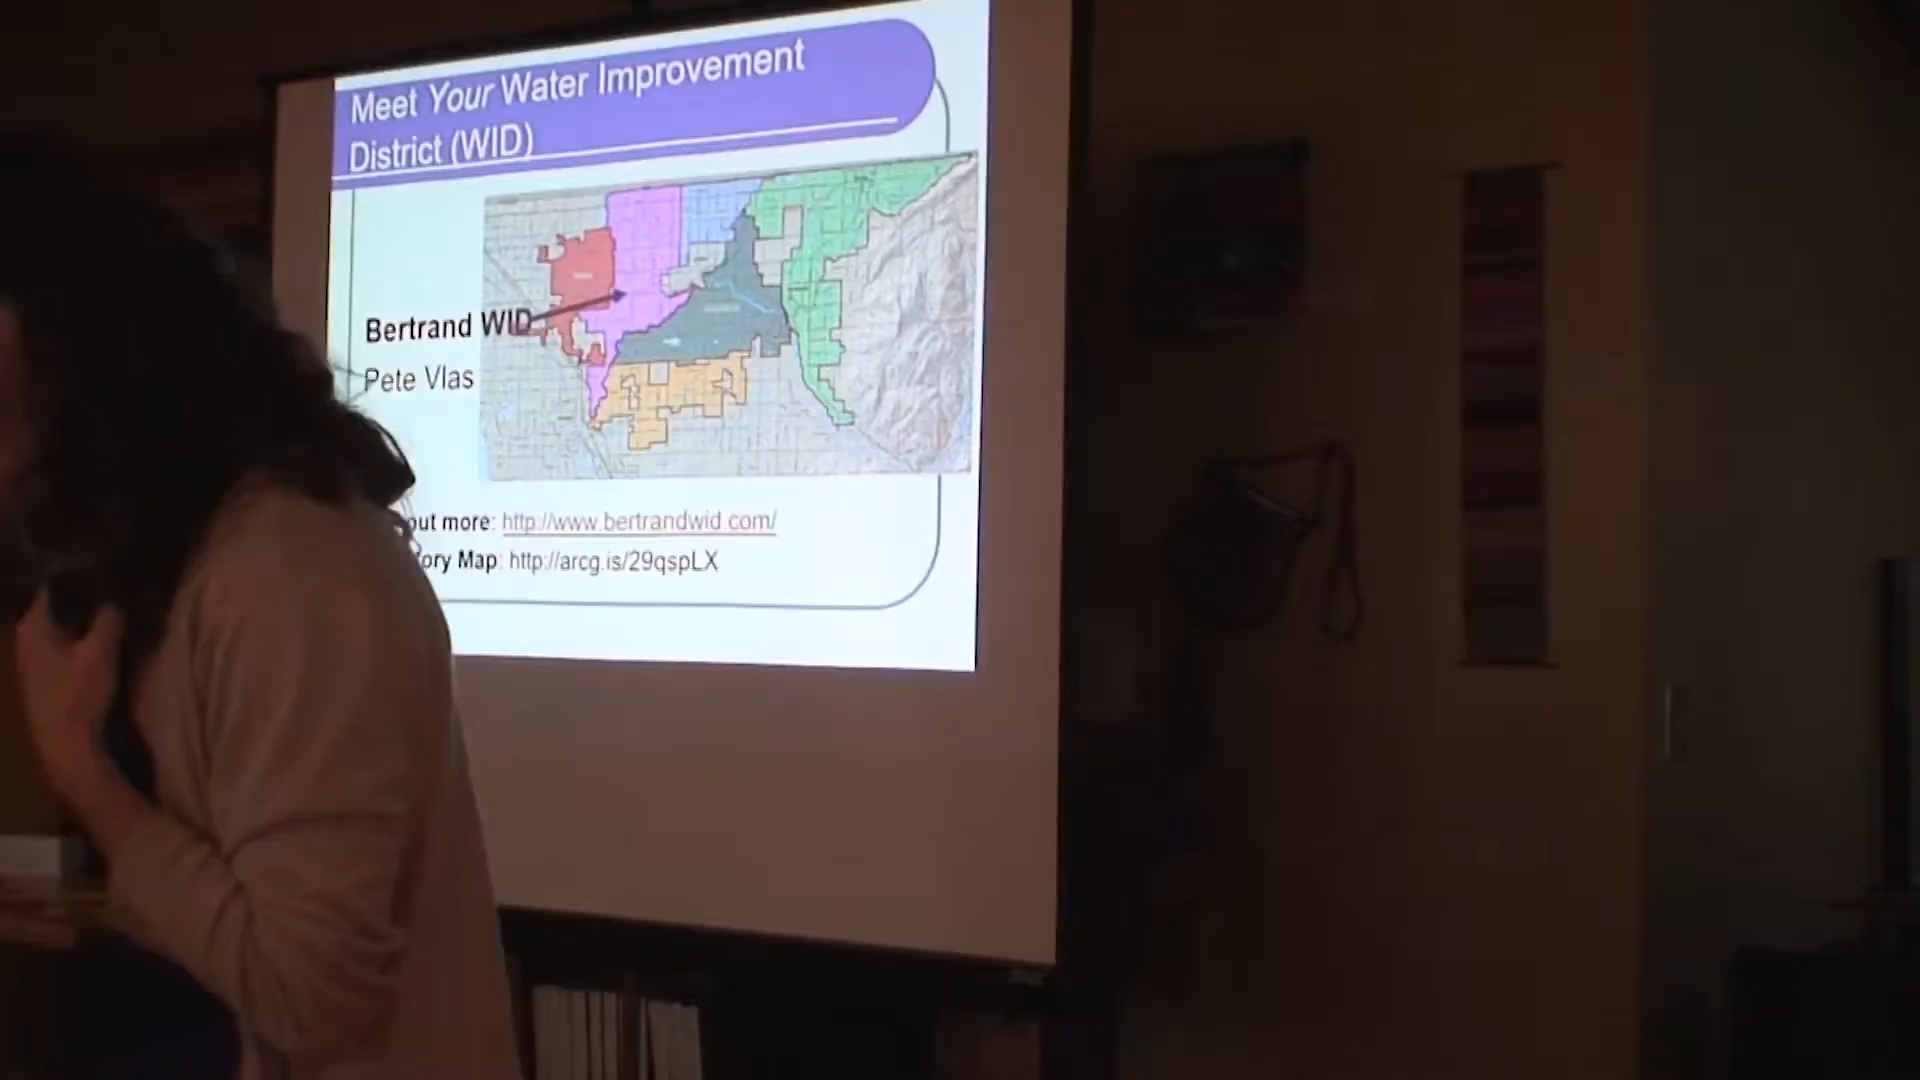 Meet Your Water Improvement
District (WID)
Bertrand WID
Pete Vlas
out more: http://www.bertrandwid.com/
ory Map: http://arcg.is/29qspLX